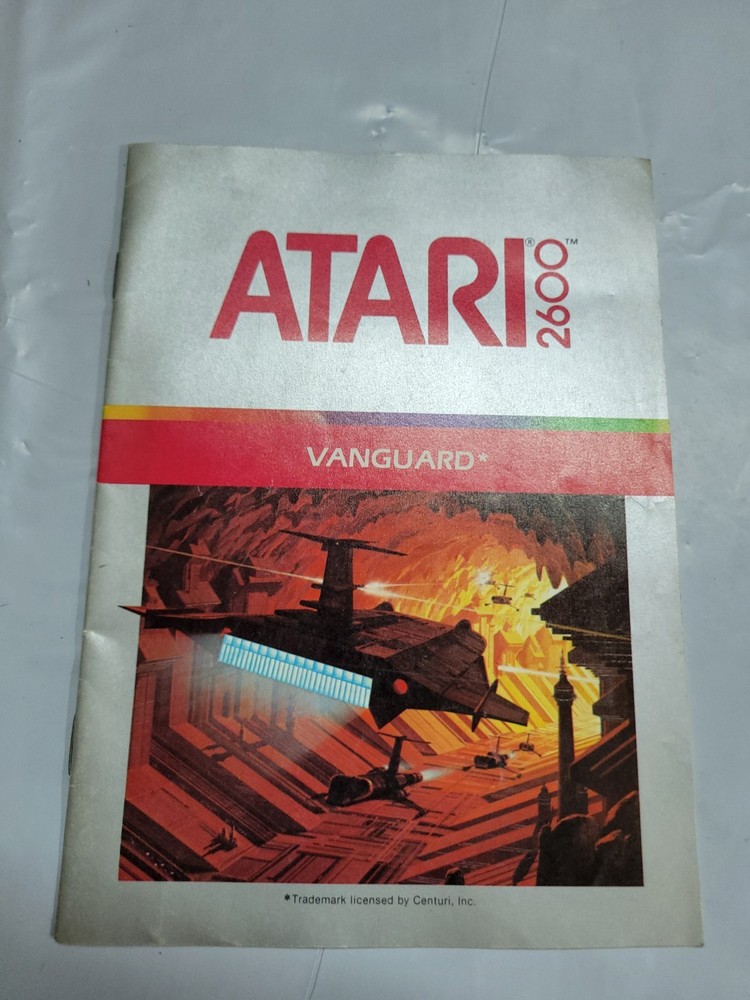 ATARI® 2600™
VANGUARD*
*Trademark licensed by Centuri, Inc.